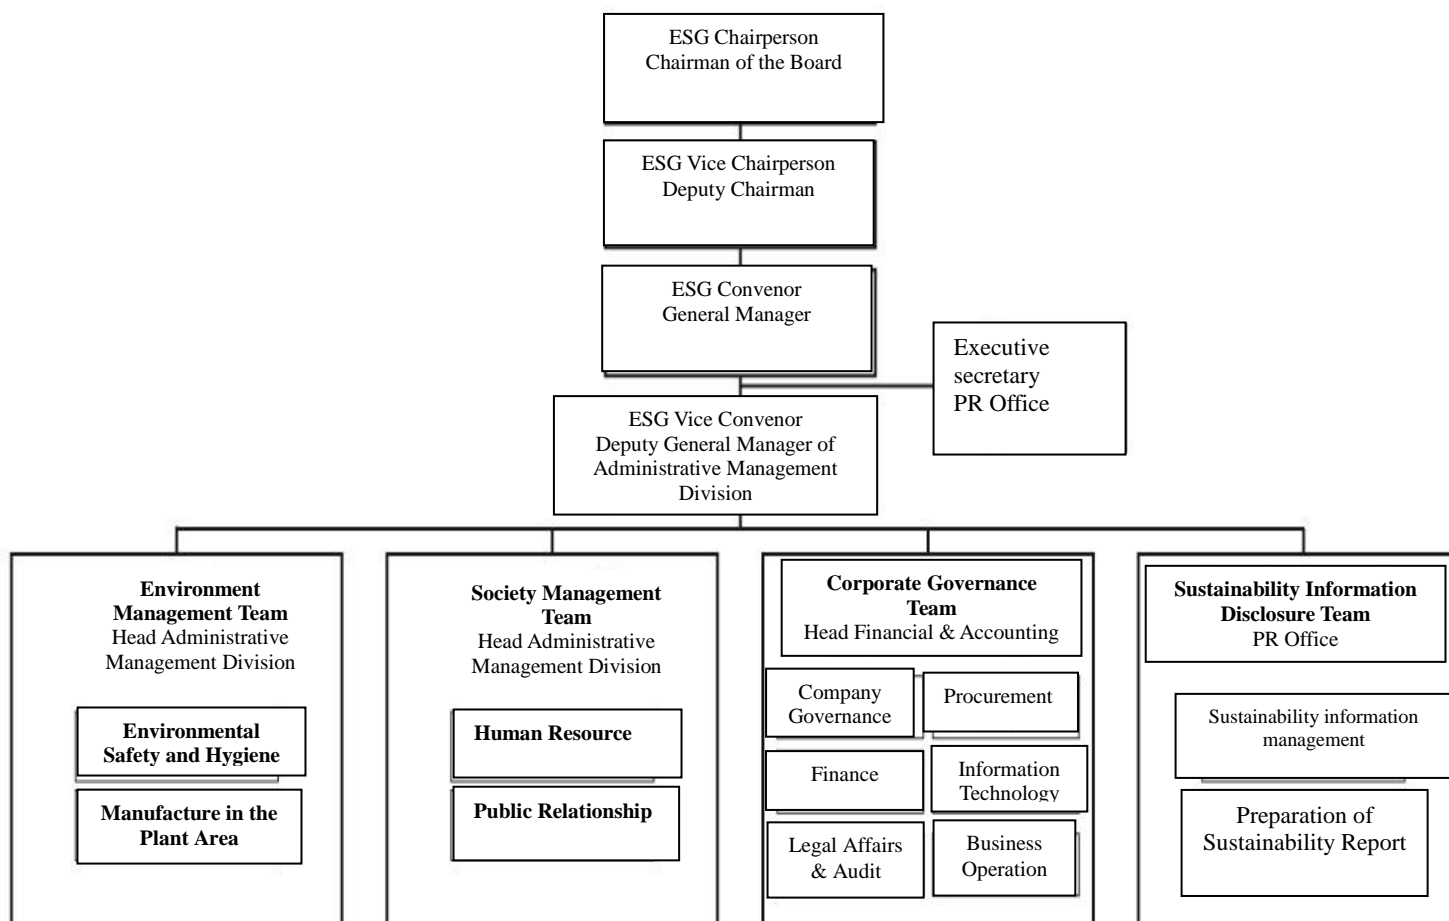 ESG Chairperson
Chairman of the Board
ESG Vice Chairperson
Deputy Chairman
ESG Convenor
General Manager
Executive
secretary
PR Office
ESG Vice Convenor
Deputy General Manager of
Administrative Management
Division
Environment
Management Team
Head Administrative
Management Division
Environmental
Safety and Hygiene
Manufacture in the
Plant Area
Society Management
Team
Head Administrative
Management Division
Human Resource
Public Relationship
Corporate Governance
Team
Head Financial & Accounting
Company
Governance
Procurement
Finance
Information
Technology
Legal Affairs
& Audit
Business
Operation
Sustainability Information
Disclosure Team
PR Office
Sustainability information
management
Preparation of
Sustainability Report